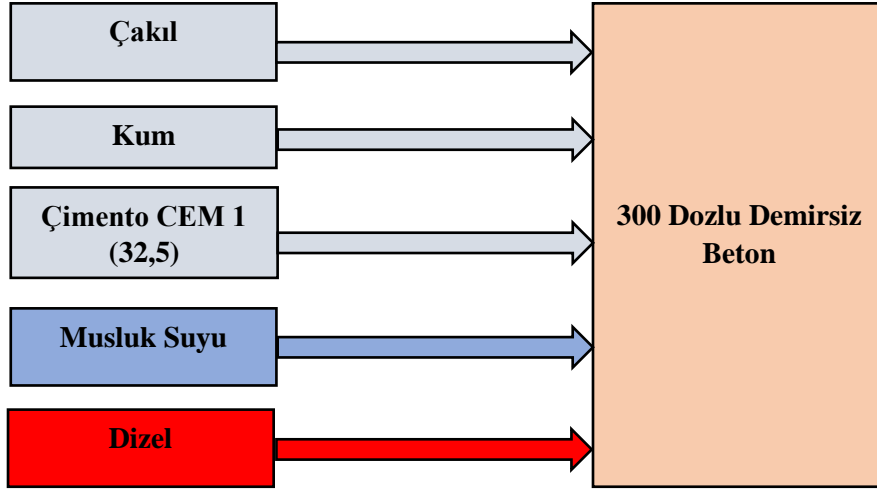 Çakıl
Kum
Çimento CEM 1
(32,5)
Musluk Suyu
Dizel
300 Dozlu Demirsiz
Beton